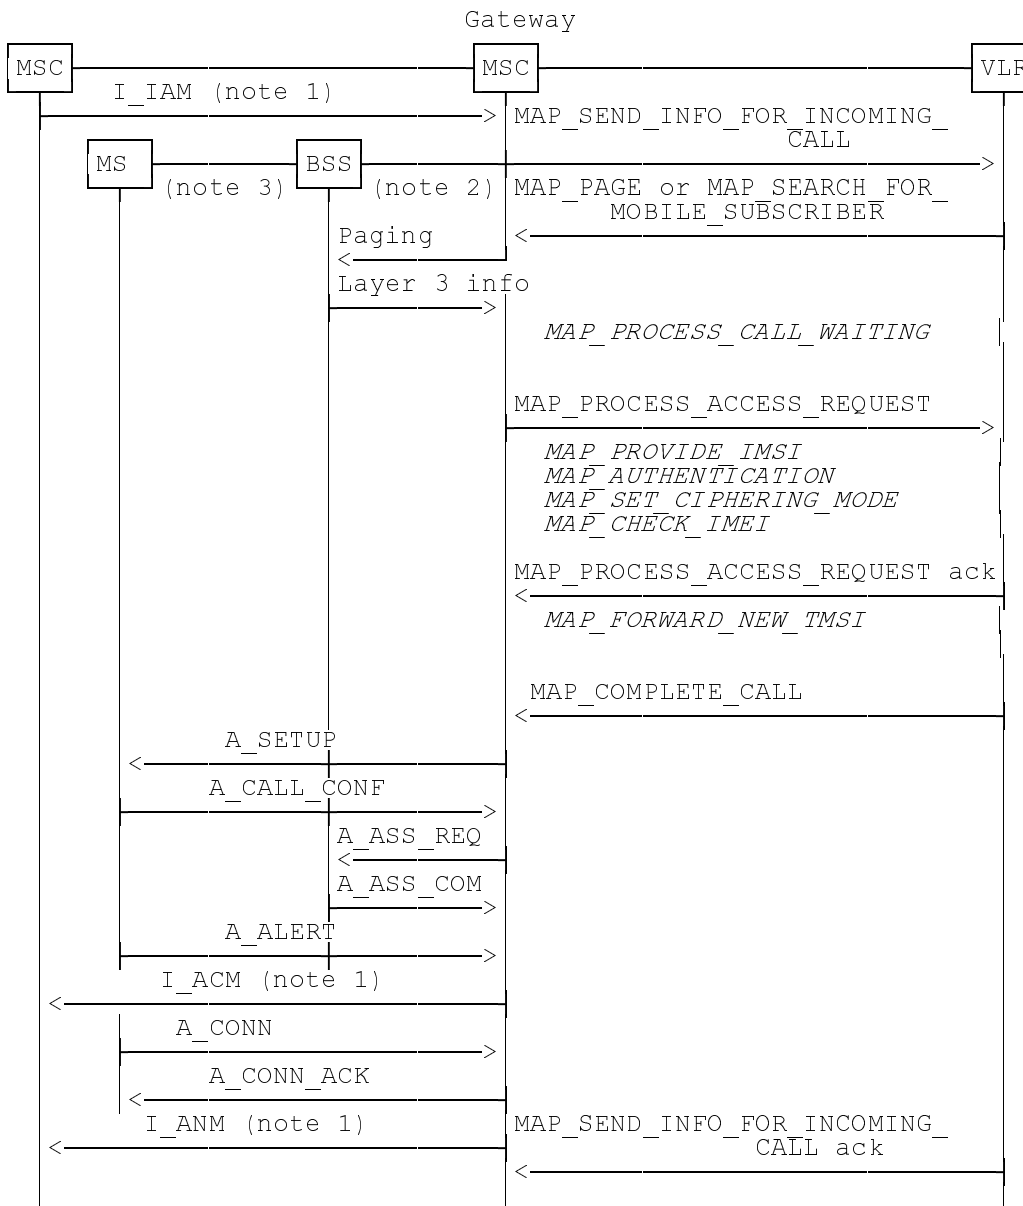 Gateway
MSC MSC VLR
I_IAM (note 1)
MAP_SEND_INFO_FOR_INCOMING_
CALL
MS BSS
(note 3) (note 2) MAP_PAGE or MAP_SEARCH_FOR_
MOBILE_SUBSCRIBER
Paging
Layer 3 info
MAP_PROCESS_CALL_WAITING
MAP_PROCESS_ACCESS_REQUEST
MAP_PROVIDE_IMSI
MAP_AUTHENTICATION
MAP_SET_CIPHERING_MODE
MAP_CHECK_IMEI
MAP_PROCESS_ACCESS_REQUEST ack
MAP_FORWARD_NEW_TMSI
MAP_COMPLETE_CALL
A_SETUP
A_CALL_CONF
A_ASS_REQ
A_ASS_COM
A_ALERT
I_ACM (note 1)
A_CONN
A_CONN_ACK
I_ANM (note 1) MAP_SEND_INFO_FOR_INCOMING_
CALL ack